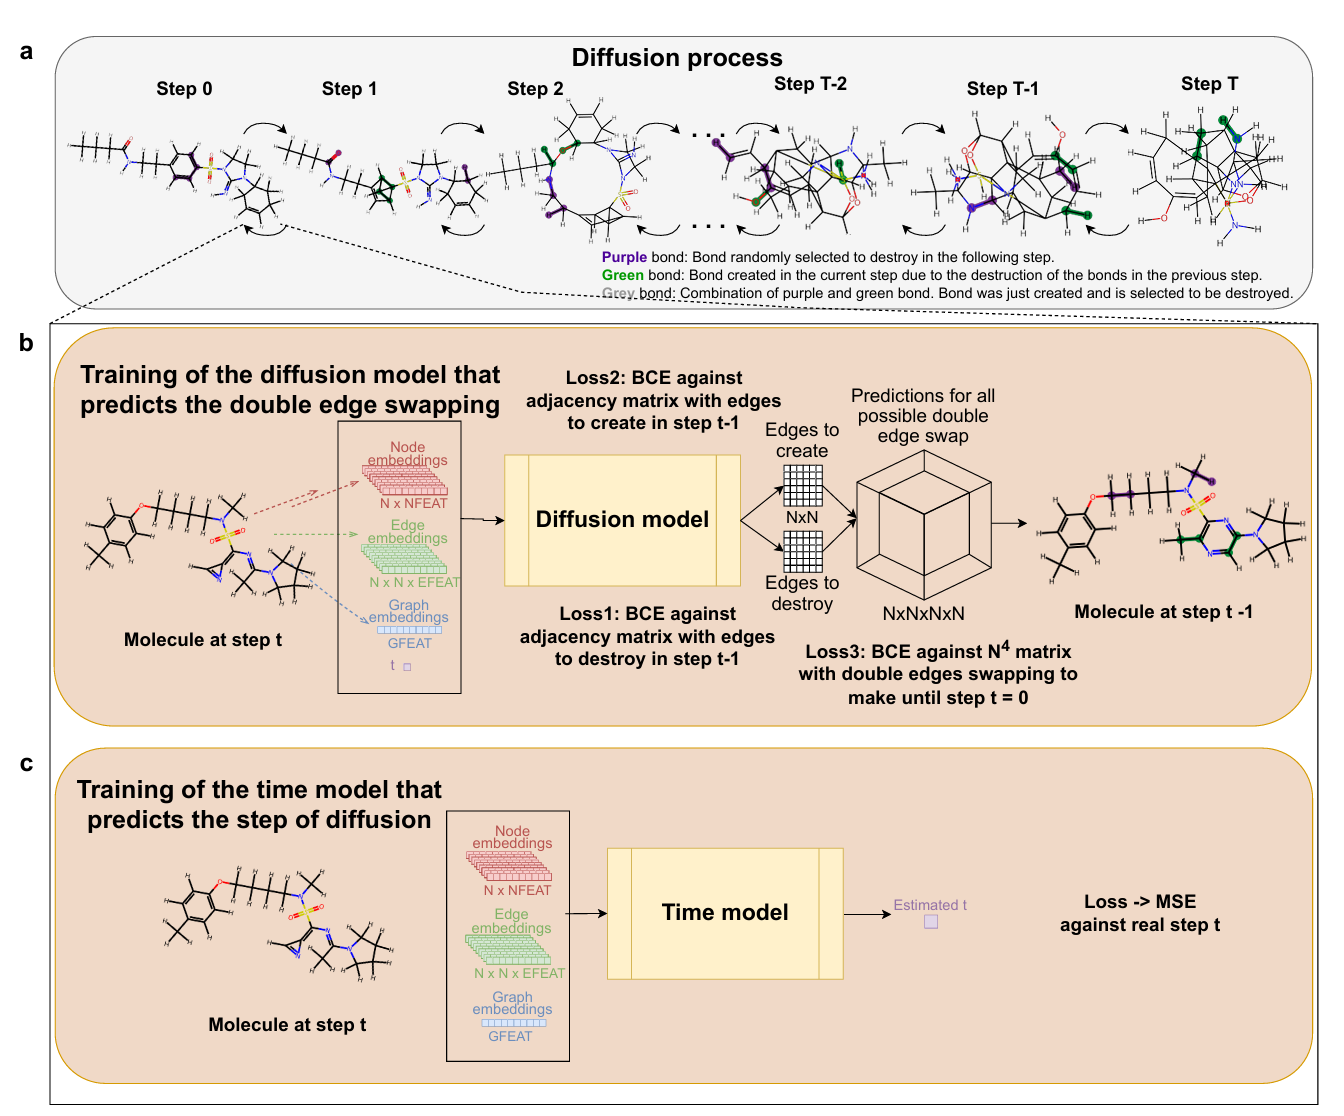 a
Diffusion process
Step 0
Step 1
Step 2
Step T-2
Step T-1
Step T
. . .
. . .
Purple bond: Bond randomly selected to destroy in the following step.
Green bond: Bond created in the current step due to the destruction of the bonds in the previous step.
Grey bond: Combination of purple and green bond. Bond was just created and is selected to be destroyed.
b
Training of the diffusion model that
predicts the double edge swapping
Molecule at step t
Node
embeddings
N x NFEAT
Edge
embeddings
N x N x EFEAT
Graph
embeddings
GFEAT
t
Loss2: BCE against
adjacency matrix with edges
to create in step t-1
Diffusion model
Loss1: BCE against
adjacency matrix with edges
to destroy in step t-1
Edges to
create
NxN
Edges to
destroy
Predictions for all
possible double
edge swap
NxNxNxN
Loss3: BCE against N⁴ matrix
with double edges swapping to
make until step t = 0
Molecule at step t -1
c
Training of the time model that
predicts the step of diffusion
Molecule at step t
Node
embeddings
N x NFEAT
Edge
embeddings
N x N x EFEAT
Graph
embeddings
GFEAT
Time model
Estimated t
Loss -> MSE
against real step t